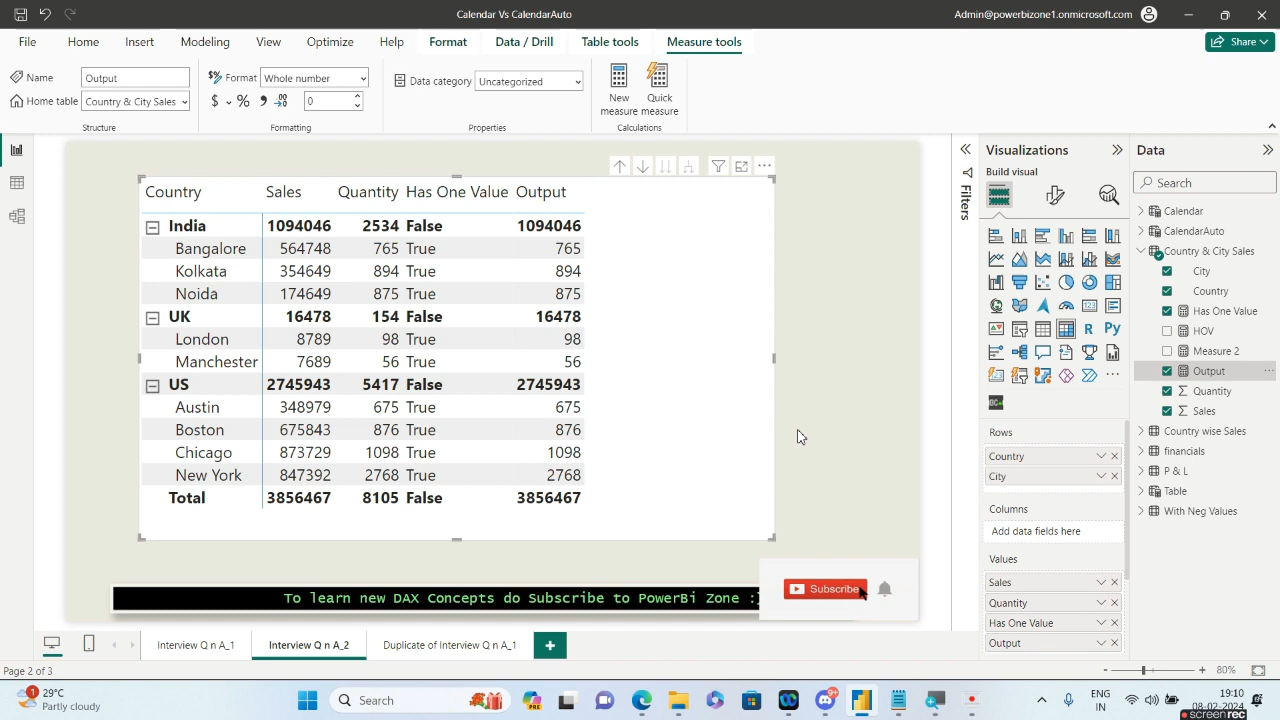 Calendar Vs CalendarAuto
Admin@powerbizone1.onmicrosoft.com
File Home Insert Modeling View Optimize Help Format Data / Drill Table tools Measure tools
Share
Name Output
Format Whole number
Data category Uncategorized
Home table Country & City Sales
$ % 0
New measure
Quick measure
Structure Formatting Properties Calculations
Country Sales Quantity Has One Value Output
India 1094046 2534 False 1094046
Bangalore 564748 765 True 765
Kolkata 354649 894 True 894
Noida 174649 875 True 875
UK 16478 154 False 16478
London 8789 98 True 98
Manchester 7689 56 True 56
US 2745943 5417 False 2745943
Austin 348979 675 True 675
Boston 675843 876 True 876
Chicago 873729 1098 True 1098
New York 847392 2768 True 2768
Total 3856467 8105 False 3856467
To learn new DAX Concepts do Subscribe to PowerBi Zone :)
Subscribe
Filters
Visualizations
Build visual
R Py
123
Rows
Country
City
Columns
Add data fields here
Values
Sales
Quantity
Has One Value
Output
Data
Search
Calendar
CalendarAuto
Country & City Sales
City
Country
Has One Value
HOV
Measure 2
Output
Quantity
Sales
Country wise Sales
financials
P & L
Table
With Neg Values
Interview Q n A_1 Interview Q n A_2 Duplicate of Interview Q n A_1
Page 2 of 3
80%
1
29°C
Partly cloudy
Search
ENG
IN
19:10
08-02-2024
screenrec